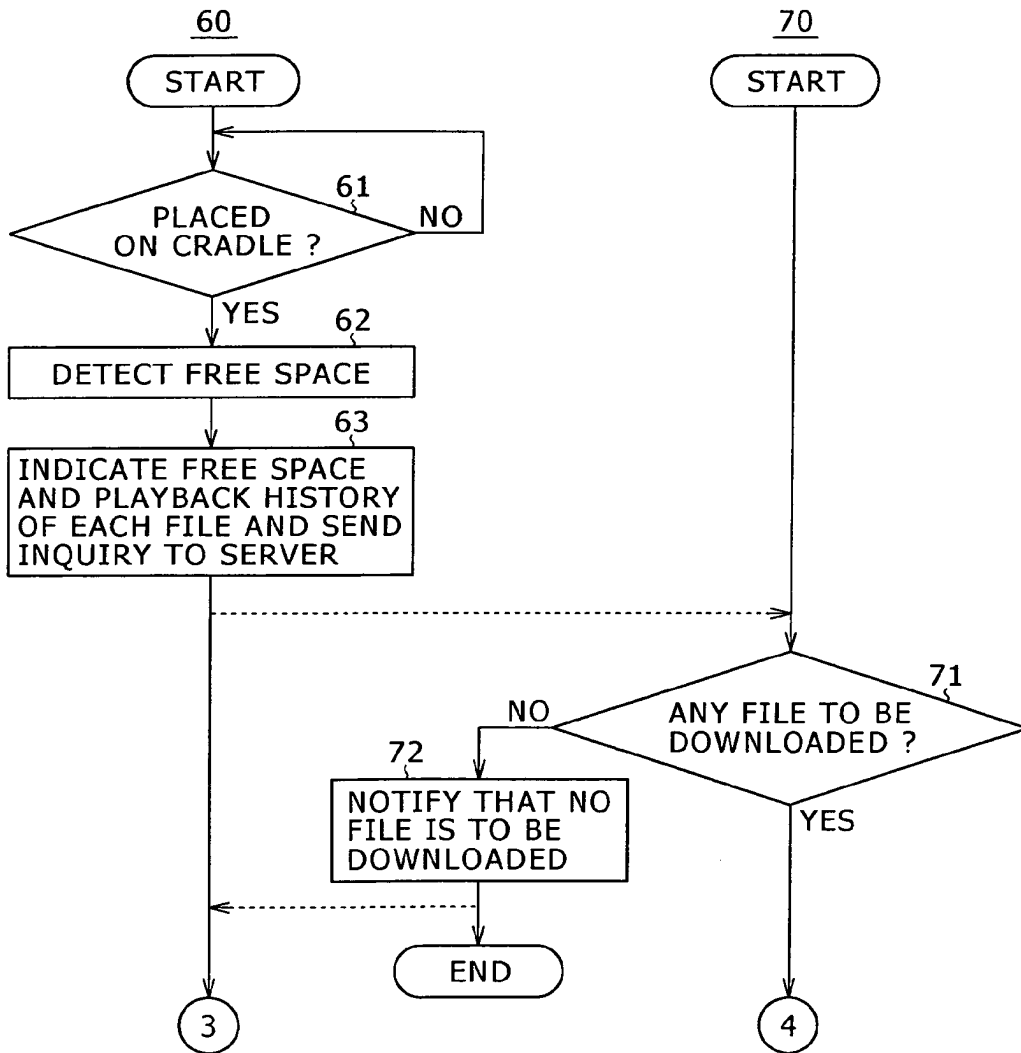 60
START
61
PLACED
ON CRADLE ?
NO
YES
62
DETECT FREE SPACE
63
INDICATE FREE SPACE
AND PLAYBACK HISTORY
OF EACH FILE AND SEND
INQUIRY TO SERVER
3
70
START
71
ANY FILE TO BE
DOWNLOADED ?
NO
YES
72
NOTIFY THAT NO
FILE IS TO BE
DOWNLOADED
END
4